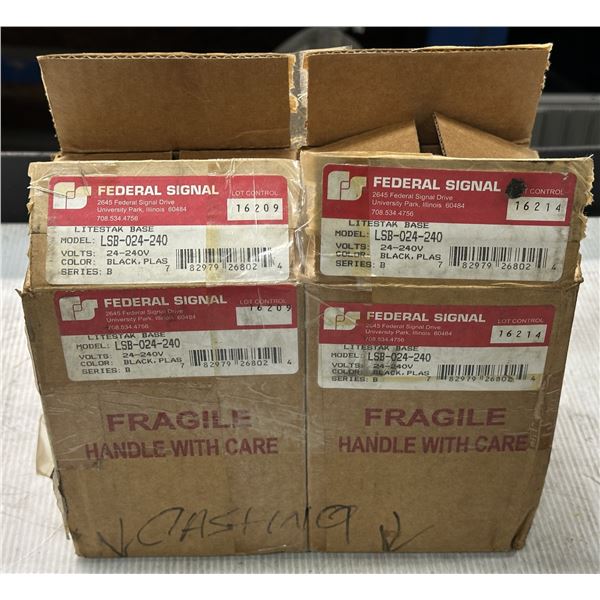 FEDERAL SIGNAL
2645 Federal Signal Drive
University Park, Illinois 60484
708.534.4756
LOT CONTROL
16209
LITESTAK BASE
MODEL: LSB-024-240
VOLTS: 24-240V
COLOR: BLACK, PLAS
SERIES: B
7 82979 26802 4
FEDERAL SIGNAL
2645 Federal Signal Drive
University Park, Illinois 60484
708.534.4756
LOT CONTROL
16214
LITESTAK BASE
MODEL: LSB-024-240
VOLTS: 24-240V
COLOR: BLACK, PLAS
SERIES: B
7 82979 26802 4
FEDERAL SIGNAL
2645 Federal Signal Drive
University Park, Illinois 60484
708.534.4756
LOT CONTROL
16209
LITESTAK BASE
MODEL: LSB-024-240
VOLTS: 24-240V
COLOR: BLACK, PLAS
SERIES: B
7 82979 26802 4
FEDERAL SIGNAL
2645 Federal Signal Drive
University Park, Illinois 60484
708.534.4756
LOT CONTROL
16214
LITESTAK BASE
MODEL: LSB-024-240
VOLTS: 24-240V
COLOR: BLACK, PLAS
SERIES: B
7 82979 26802 4
FRAGILE
HANDLE WITH CARE
FRAGILE
HANDLE WITH CARE